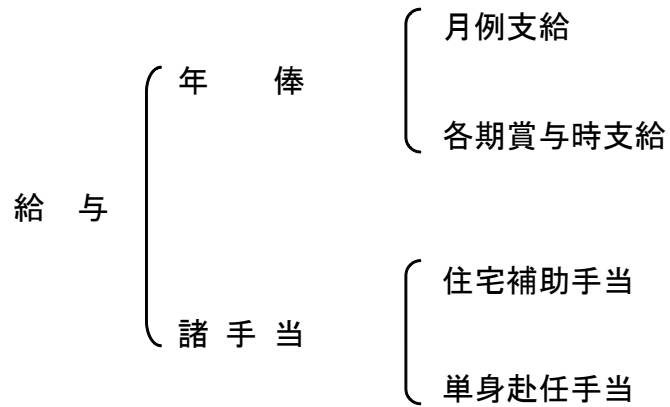 月例支給
年　俸
各期賞与時支給
給　与
住宅補助手当
諸 手 当
単身赴任手当